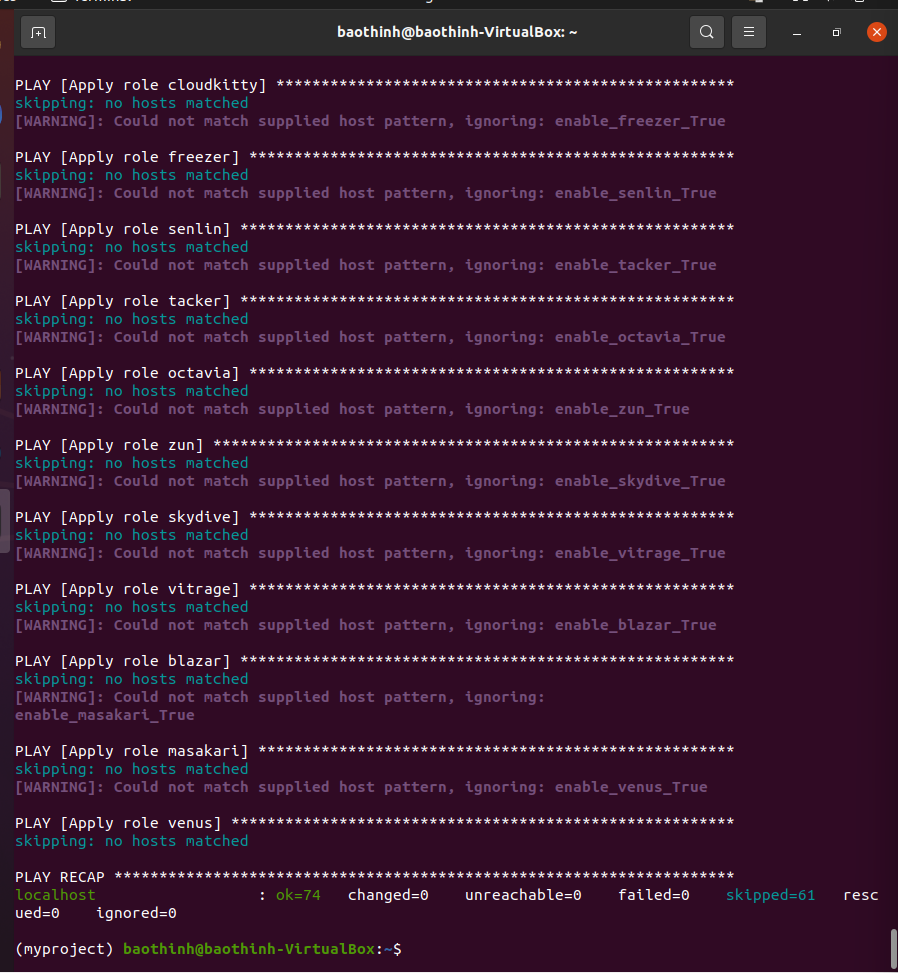 baothinh@baothinh-VirtualBox: ~
PLAY [Apply role cloudkitty] ***************************************************
skipping: no hosts matched
[WARNING]: Could not match supplied host pattern, ignoring: enable_freezer_True
PLAY [Apply role freezer] ******************************************************
skipping: no hosts matched
[WARNING]: Could not match supplied host pattern, ignoring: enable_senlin_True
PLAY [Apply role senlin] *******************************************************
skipping: no hosts matched
[WARNING]: Could not match supplied host pattern, ignoring: enable_tacker_True
PLAY [Apply role tacker] *******************************************************
skipping: no hosts matched
[WARNING]: Could not match supplied host pattern, ignoring: enable_octavia_True
PLAY [Apply role octavia] ******************************************************
skipping: no hosts matched
[WARNING]: Could not match supplied host pattern, ignoring: enable_zun_True
PLAY [Apply role zun] **********************************************************
skipping: no hosts matched
[WARNING]: Could not match supplied host pattern, ignoring: enable_skydive_True
PLAY [Apply role skydive] ******************************************************
skipping: no hosts matched
[WARNING]: Could not match supplied host pattern, ignoring: enable_vitrage_True
PLAY [Apply role vitrage] ******************************************************
skipping: no hosts matched
[WARNING]: Could not match supplied host pattern, ignoring: enable_blazar_True
PLAY [Apply role blazar] *******************************************************
skipping: no hosts matched
[WARNING]: Could not match supplied host pattern, ignoring:
enable_masakari_True
PLAY [Apply role masakari] *****************************************************
skipping: no hosts matched
[WARNING]: Could not match supplied host pattern, ignoring: enable_venus_True
PLAY [Apply role venus] ********************************************************
skipping: no hosts matched
PLAY RECAP *********************************************************************
localhost                  : ok=74   changed=0    unreachable=0    failed=0    skipped=61   resc
ued=0    ignored=0
(myproject) baothinh@baothinh-VirtualBox:~$